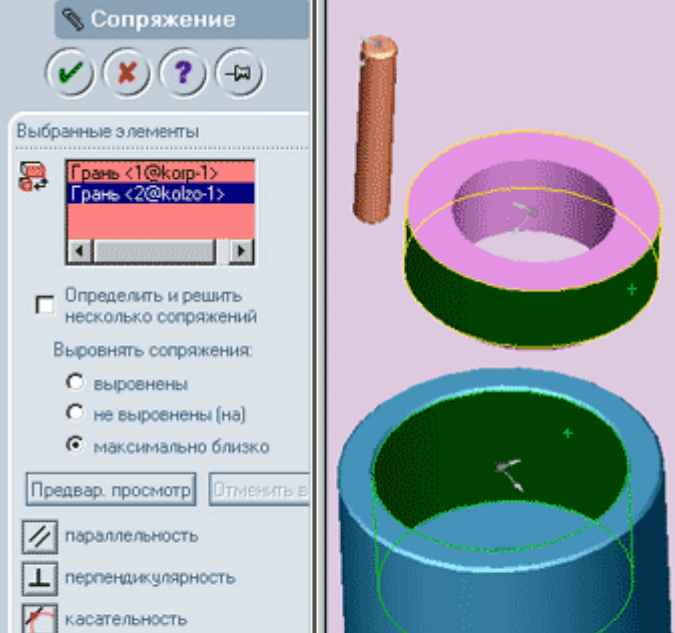 Сопряжение
?
Выбранные элементы
Грань <1@korp-1>
Грань <2@kolzo-1>
Определить и решить
несколько сопряжений
Выровнять сопряжения:
выровнены
не выровнены (на)
максимально близко
Предвар. просмотр Отменить в
параллельность
перпендикулярность
касательность